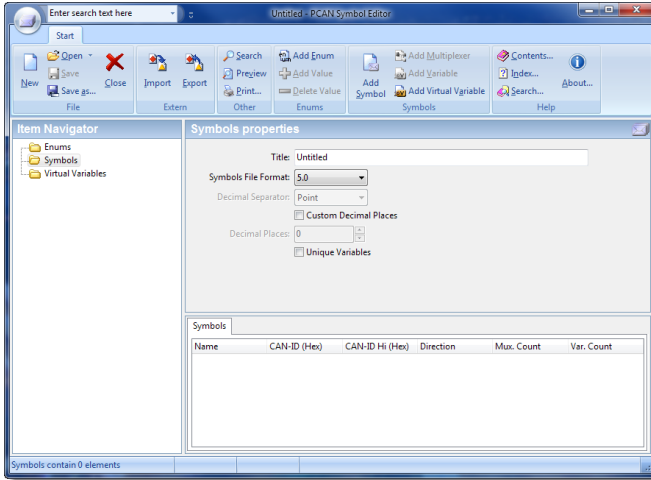 Enter search text here
Untitled - PCAN Symbol Editor
Start
New
Open
Save
Save as...
Close
File
Import
Export
Extern
Search
Preview
Print...
Other
Add Enum
Add Value
Delete Value
Enums
Add Symbol
Add Multiplexer
Add Variable
Add Virtual Variable
Symbols
Contents...
Index...
Search...
About...
Help
Item Navigator
Enums
Symbols
Virtual Variables
Symbols properties
Title: Untitled
Symbols File Format: 5.0
Decimal Separator: Point
Custom Decimal Places
Decimal Places: 0
Unique Variables
Symbols
Name CAN-ID (Hex) CAN-ID Hi (Hex) Direction Mux. Count Var. Count
Symbols contain 0 elements